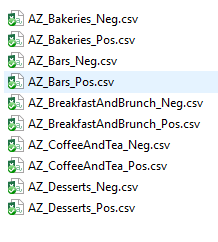 AZ_Bakeries_Neg.csv
AZ_Bakeries_Pos.csv
AZ_Bars_Neg.csv
AZ_Bars_Pos.csv
AZ_BreakfastAndBrunch_Neg.csv
AZ_BreakfastAndBrunch_Pos.csv
AZ_CoffeeAndTea_Neg.csv
AZ_CoffeeAndTea_Pos.csv
AZ_Desserts_Neg.csv
AZ_Desserts_Pos.csv